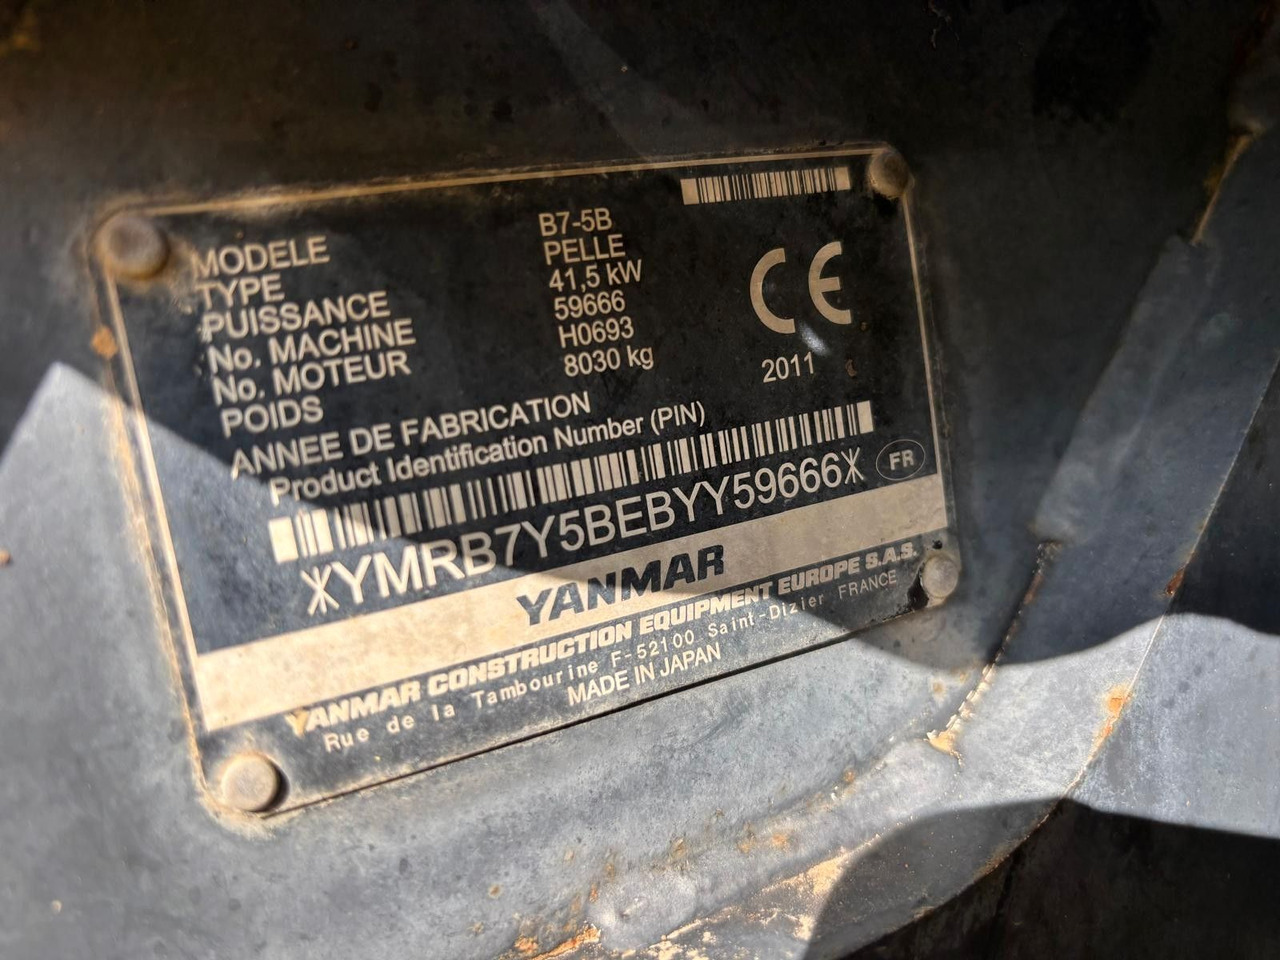 MODELE B7-5B
TYPE PELLE
PUISSANCE 41,5 kW
No. MACHINE 59666
No. MOTEUR H0693
POIDS 8030 kg
ANNEE DE FABRICATION 2011
CE
Product Identification Number (PIN)
YMRB7Y5BEBYY59666
FR
YANMAR
YANMAR CONSTRUCTION EQUIPMENT EUROPE S.A.S.
Rue de la Tambourine F-52100 Saint-Dizier FRANCE
MADE IN JAPAN